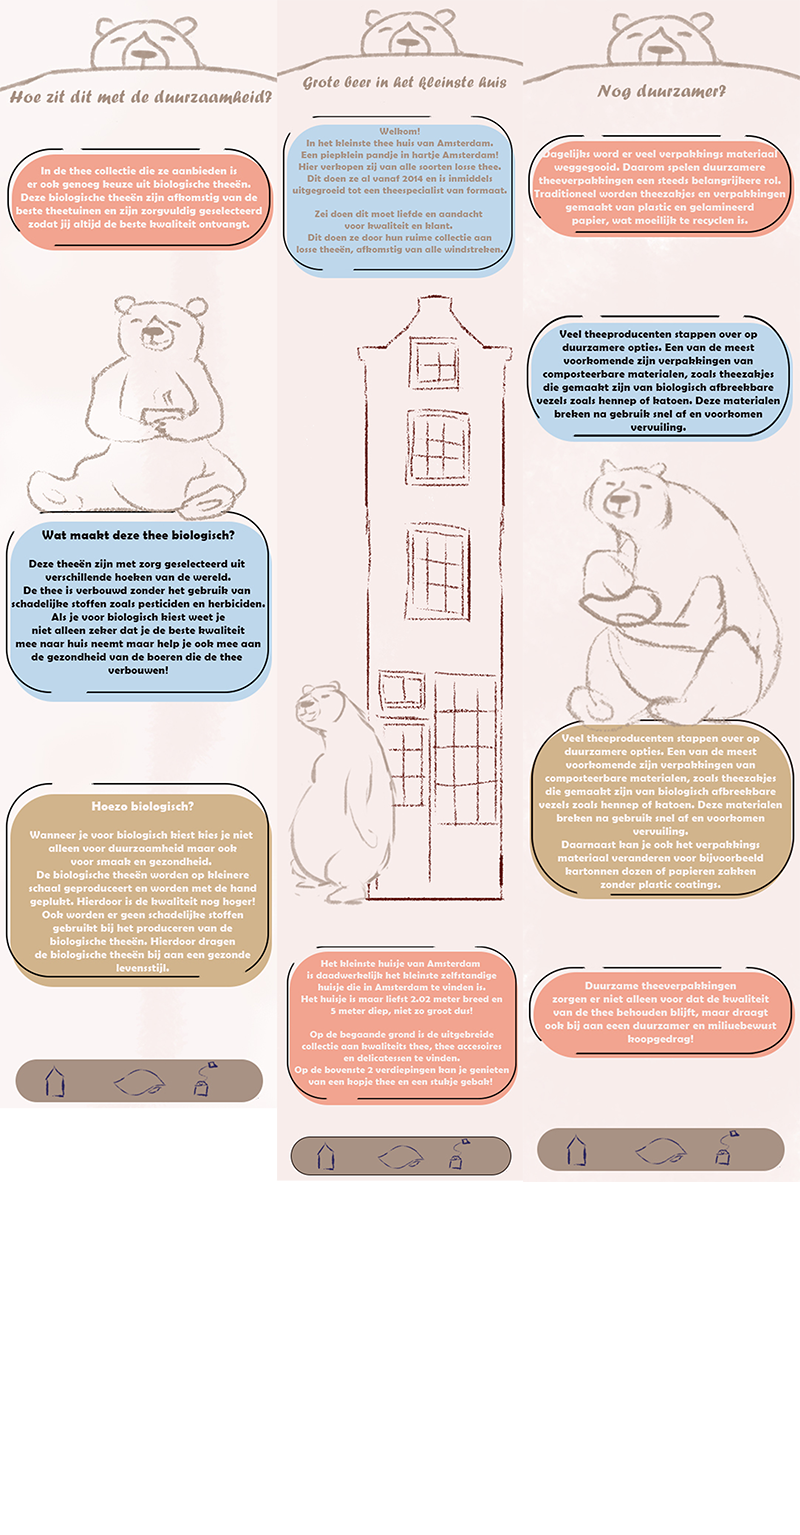 Hoe zit dit met de duurzaamheid?
In de thee collectie die ze aanbieden is
er ook genoeg keuze uit biologische theeën.
Deze biologische theeën zijn afkomstig van de
beste theetuinen en zijn zorgvuldig geselecteerd
zodat jij altijd de beste kwaliteit ontvangt.
Wat maakt deze thee biologisch?
Deze theeën zijn met zorg geselecteerd uit
verschillende hoeken van de wereld.
De thee is verbouwd zonder het gebruik van
schadelijke stoffen zoals pesticiden en herbiciden.
Als je voor biologisch kiest weet je
niet alleen zeker dat je de beste kwaliteit
mee naar huis neemt maar help je ook mee aan
de gezondheid van de boeren die de thee
verbouwen!
Hoezo biologisch?
Wanneer je voor biologisch kiest kies je niet
alleen voor duurzaamheid maar ook
voor smaak en gezondheid.
De biologische theeën worden op kleinere
schaal geproduceert en worden met de hand
geplukt. Hierdoor is de kwaliteit nog hoger!
Ook worden er geen schadelijke stoffen
gebruikt bij het produceren van de
biologische theeën. Hierdoor dragen
de biologische theeën bij aan een gezonde
levensstijl.
Grote beer in het kleinste huis
Welkom!
In het kleinste thee huis van Amsterdam.
Een piepklein pandje in hartje Amsterdam!
Hier verkopen zij van alle soorten losse thee.
Dit doen ze al vanaf 2014 en is inmiddels
uitgegroeid tot een theespecialist van formaat.
Zei doen dit moet liefde en aandacht
voor kwaliteit en klant.
Dit doen ze door hun ruime collectie aan
losse theeën, afkomstig van alle windstreken.
Het kleinste huisje van Amsterdam
is daadwerkelijk het kleinste zelfstandige
huisje die in Amsterdam te vinden is.
Het huisje is maar liefst 2.02 meter breed en
5 meter diep, niet zo groot dus!
Op de begaande grond is de uitgebreide
collectie aan kwaliteits thee, thee accesoires
en delicatessen te vinden.
Op de bovenste 2 verdiepingen kan je genieten
van een kopje thee en een stukje gebak!
Nog duurzamer?
Dagelijks word er veel verpakkings materiaal
weggegooid. Daarom spelen duurzamere
theeverpakkingen een steeds belangrijkere rol.
Traditioneel worden theezakjes en verpakkingen
gemaakt van plastic en gelamineerd
papier, wat moeilijk te recyclen is.
Veel theeproducenten stappen over op
duurzamere opties. Een van de meest
voorkomende zijn verpakkingen van
composteerbare materialen, zoals theezakjes
die gemaakt zijn van biologisch afbreekbare
vezels zoals hennep of katoen. Deze materialen
breken na gebruik snel af en voorkomen
vervuiling.
Veel theeproducenten stappen over op
duurzamere opties. Een van de meest
voorkomende zijn verpakkingen van
composteerbare materialen, zoals theezakjes
die gemaakt zijn van biologisch afbreekbare
vezels zoals hennep of katoen. Deze materialen
breken na gebruik snel af en voorkomen
vervuiling.
Daarnaast kan je ook het verpakkings
materiaal veranderen voor bijvoorbeeld
kartonnen dozen of papieren zakken
zonder plastic coatings.
Duurzame theeverpakkingen
zorgen er niet alleen voor dat de kwaliteit
van de thee behouden blijft, maar draagt
ook bij aan eeen duurzamer en miliuebewust
koopgedrag!